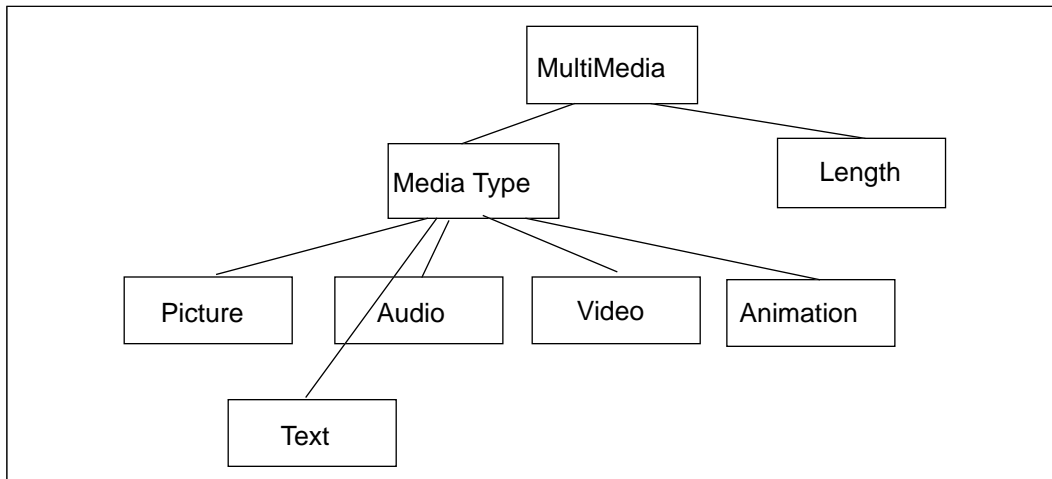 MultiMedia
Media Type
Length
Picture
Audio
Video
Animation
Text